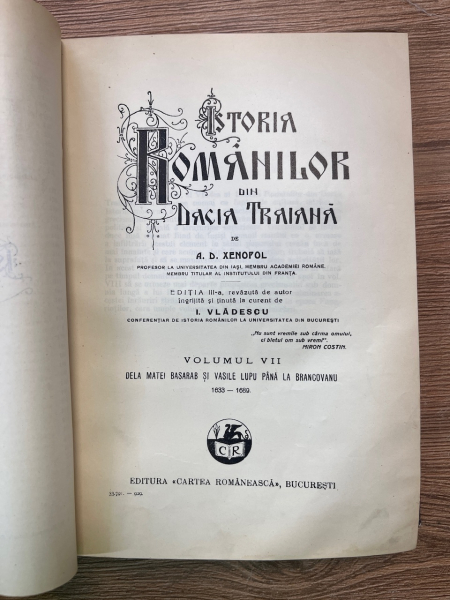 ISTORIA
ROMÂNILOR
DIN
DACIA TRAIANĂ
DE
A. D. XENOPOL
PROFESOR LA UNIVERSITATEA DIN IAȘI, MEMBRU ACADEMIEI ROMÂNE,
MEMBRU TITULAR AL INSTITUTULUI DIN FRANȚA
EDIȚIA III-a, revăzută de autor
îngrijită și ținută în curent de
I. VLĂDESCU
CONFERENȚIAR DE ISTORIA ROMÂNILOR LA UNIVERSITATEA DIN BUCUREȘTI
„Nu sunt vremile sub cârma omului,
ci bietul om sub vremi".
MIRON COSTIN.
VOLUMUL VII
DELA MATEI BASARAB ȘI VASILE LUPU PÂNĂ LA BRANCOVANU
1633 — 1689.
C R
EDITURA «CARTEA ROMÂNEASCĂ», BUCUREȘTI